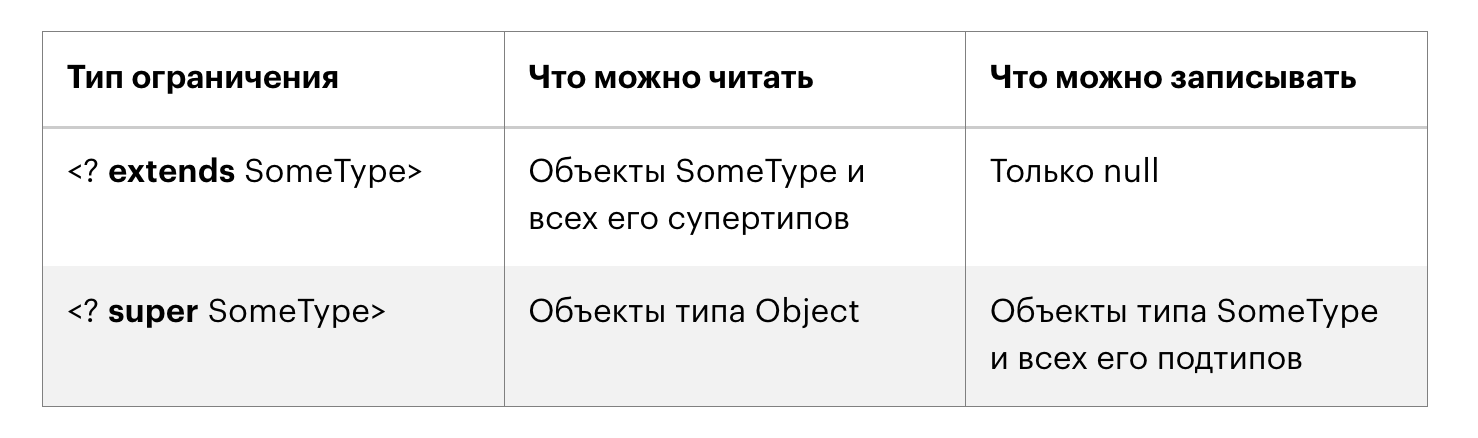 Тип ограничения
Что можно читать
Что можно записывать
<? extends SomeType>
Объекты SomeType и
всех его супертипов
Только null
<? super SomeType>
Объекты типа Object
Объекты типа SomeType
и всех его подтипов